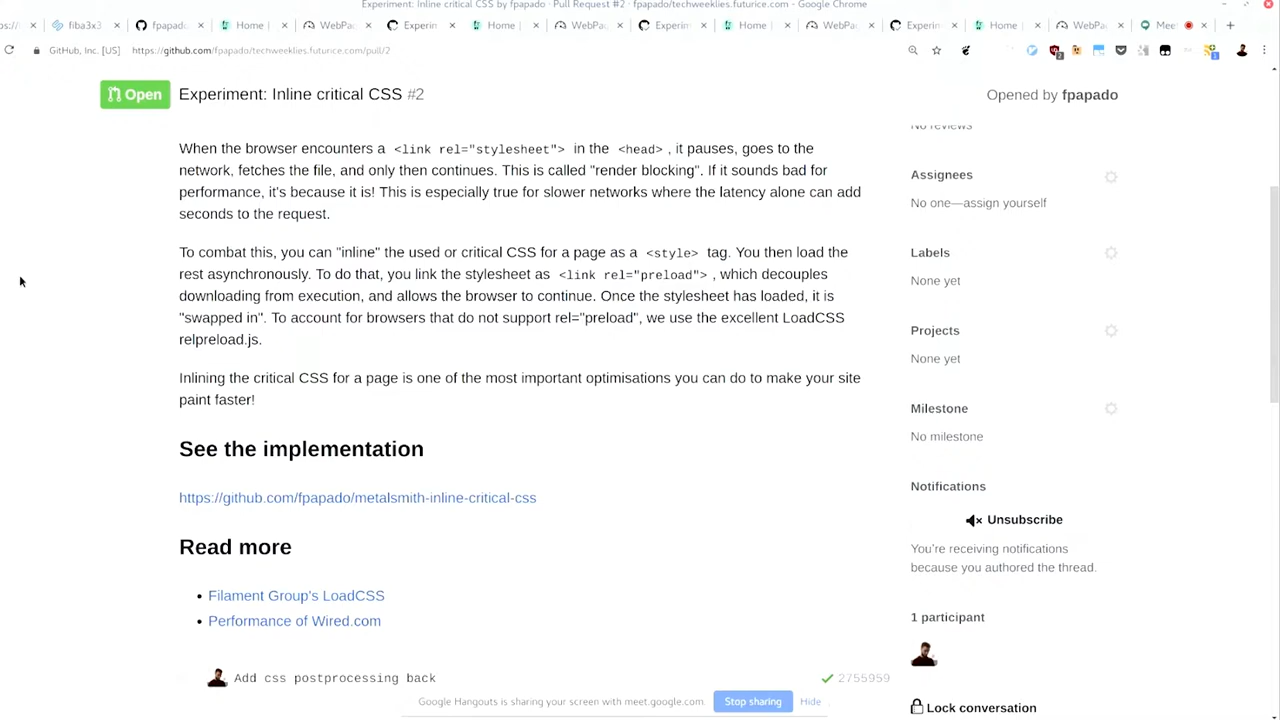 Experiment: Inline critical CSS by fpapado · Pull Request #2 · fpapado/techweeklies.futurice.com - Google Chrome
fiba3x3
fpapado
Home |
WebPa
Experin
Home |
WebPa
Experim
Home |
WebPa
Experin
Home |
WebPa
Mee
GitHub, Inc. [US]
https://github.com/fpapado/techweeklies.futurice.com/pull/2
Open
Experiment: Inline critical CSS #2
Opened by fpapado
No reviews
When the browser encounters a <link rel="stylesheet"> in the <head>, it pauses, goes to the
network, fetches the file, and only then continues. This is called "render blocking". If it sounds bad for
performance, it's because it is! This is especially true for slower networks where the latency alone can add
seconds to the request.
To combat this, you can "inline" the used or critical CSS for a page as a <style> tag. You then load the
rest asynchronously. To do that, you link the stylesheet as <link rel="preload">, which decouples
downloading from execution, and allows the browser to continue. Once the stylesheet has loaded, it is
"swapped in". To account for browsers that do not support rel="preload", we use the excellent LoadCSS
relpreload.js.
Inlining the critical CSS for a page is one of the most important optimisations you can do to make your site
paint faster!
See the implementation
https://github.com/fpapado/metalsmith-inline-critical-css
Read more
• Filament Group's LoadCSS
• Performance of Wired.com
Add css postprocessing back
2755959
Assignees
No one—assign yourself
Labels
None yet
Projects
None yet
Milestone
No milestone
Notifications
Unsubscribe
You're receiving notifications
because you authored the thread.
1 participant
Lock conversation
Google Hangouts is sharing your screen with meet.google.com.
Stop sharing
Hide